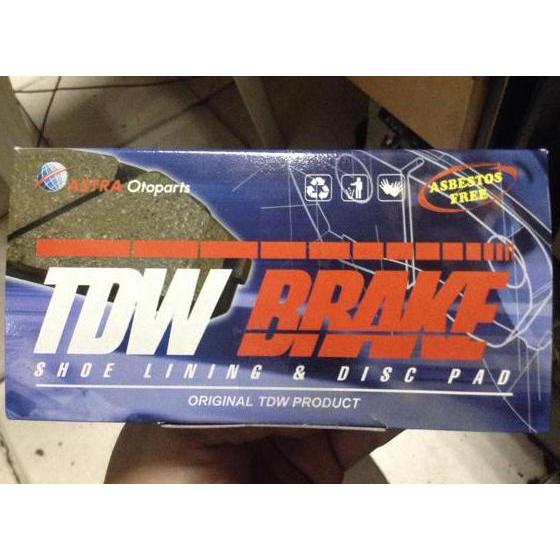 ASTRA Otoparts
ASBESTOS
FREE
TDW BRAKE
SHOE LINING & DISC PAD
ORIGINAL TDW PRODUCT